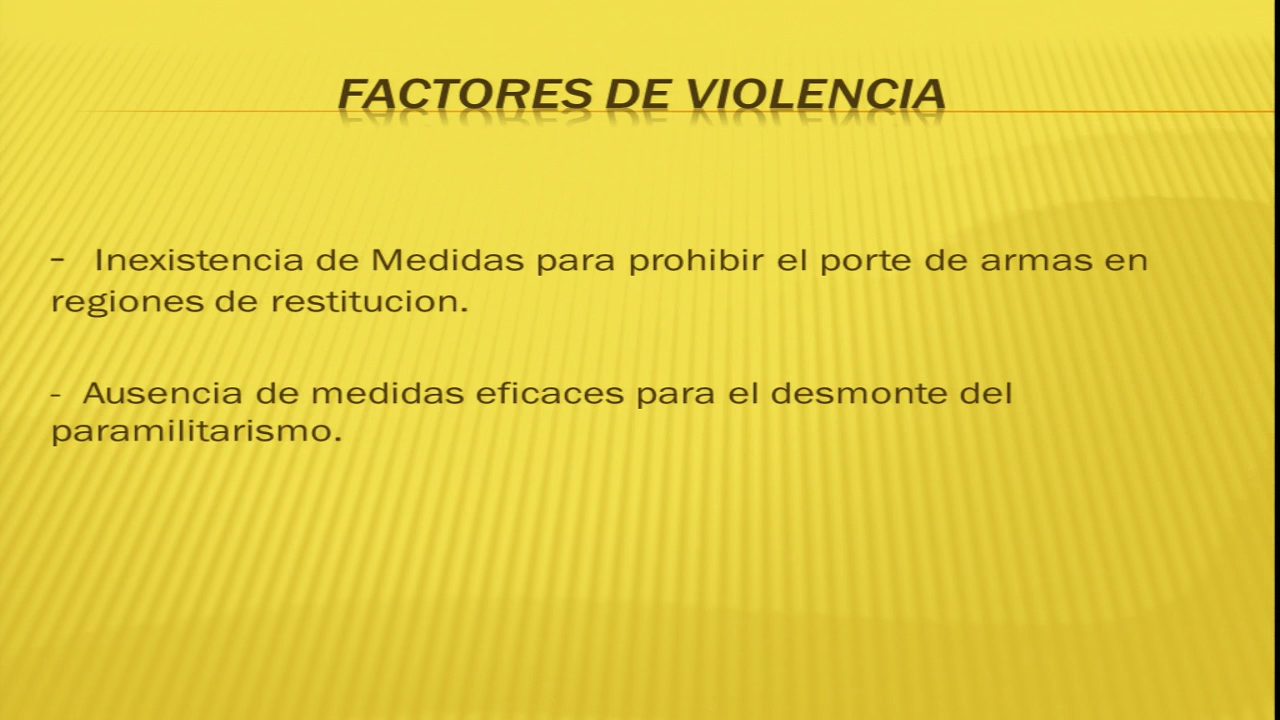 FACTORES DE VIOLENCIA
- Inexistencia de Medidas para prohibir el porte de armas en
regiones de restitucion.
- Ausencia de medidas eficaces para el desmonte del
paramilitarismo.